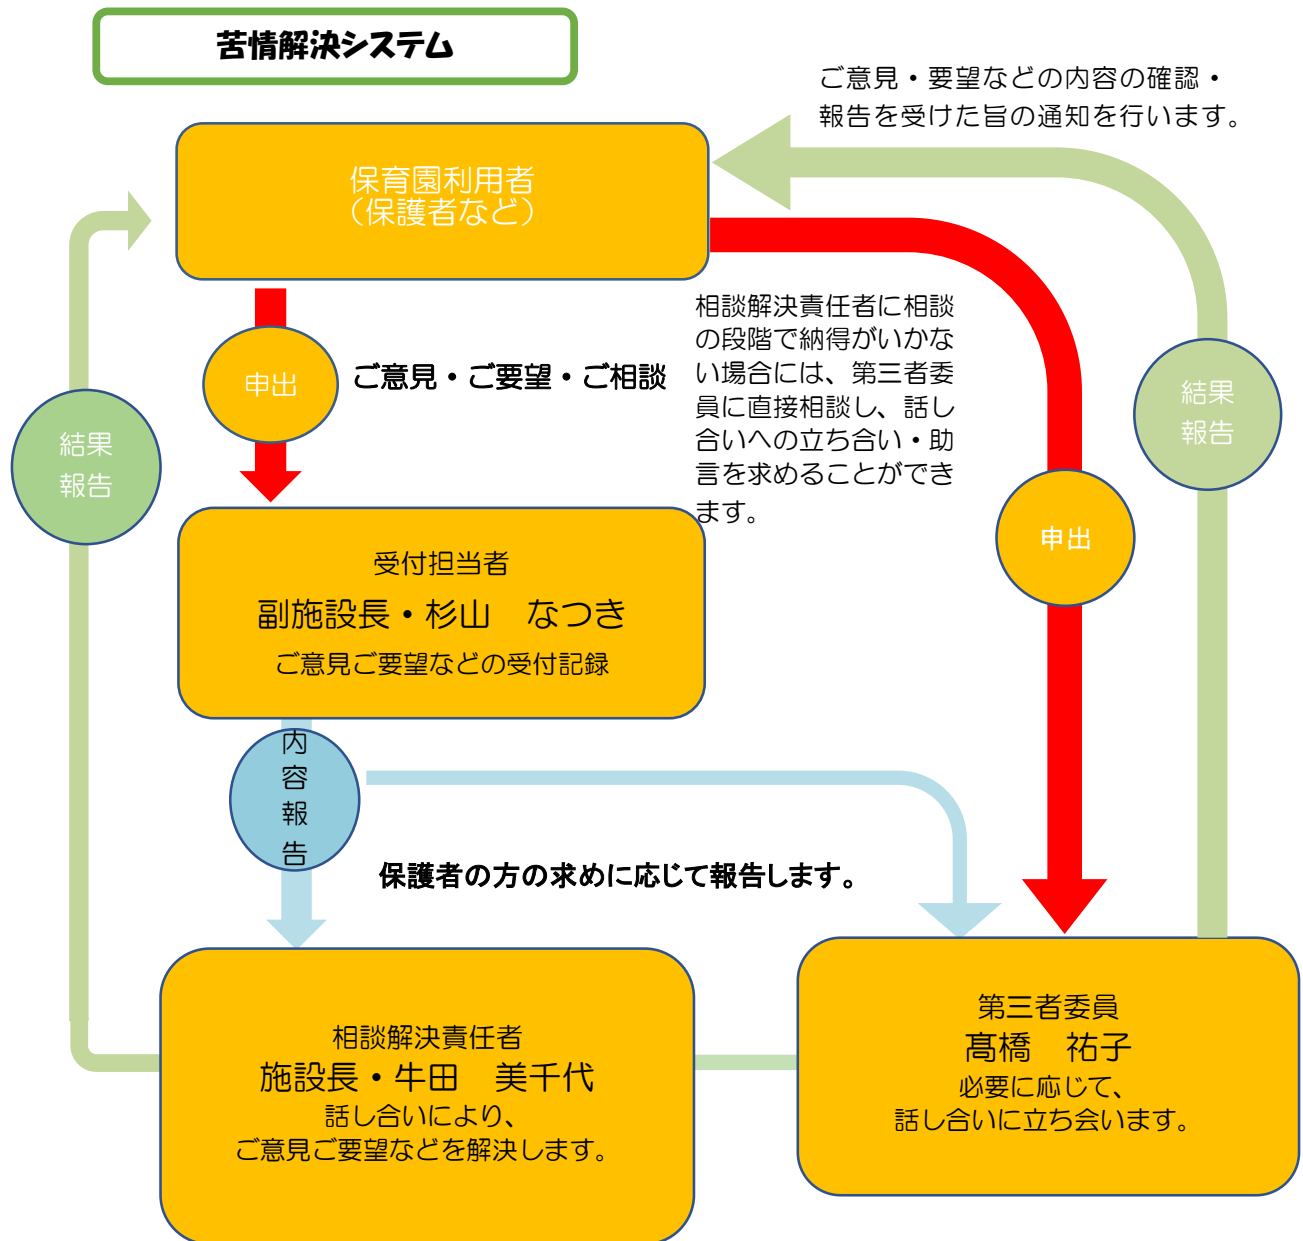 苦情解決システム
ご意見・要望などの内容の確認・
報告を受けた旨の通知を行います。
保育園利用者
（保護者など）
申出
ご意見・ご要望・ご相談
相談解決責任者に相談
の段階で納得がいかな
い場合には、第三者委
員に直接相談し、話し
合いへの立ち合い・助
言を求めることができ
ます。
結果
報告
結果
報告
申出
受付担当者
副施設長・杉山　なつき
ご意見ご要望などの受付記録
内
容
報
告
保護者の方の求めに応じて報告します。
相談解決責任者
施設長・牛田　美千代
話し合いにより、
ご意見ご要望などを解決します。
第三者委員
髙橋　祐子
必要に応じて、
話し合いに立ち会います。